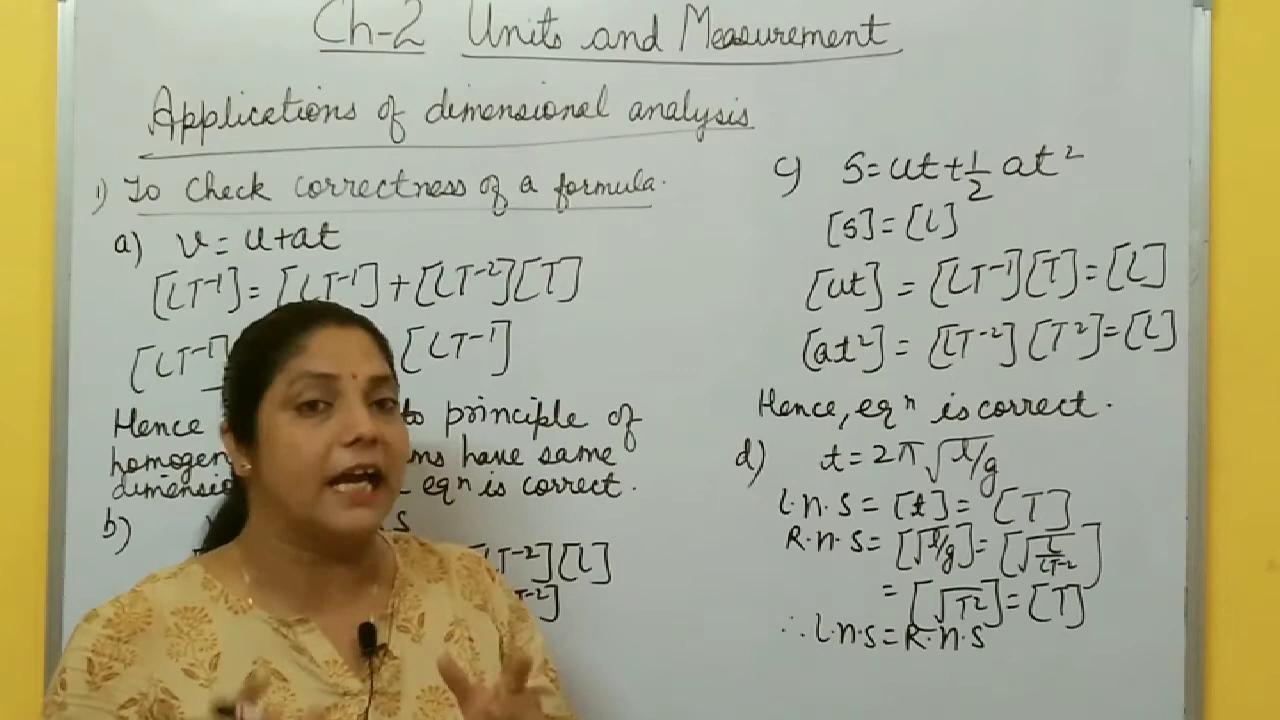 Ch-2 Units and Measurement
Applications of dimensional analysis
1) To Check correctness of a formula.
a) v = u+at
[LT⁻¹] = [LT⁻¹] + [LT⁻²][T]
[LT⁻¹] [LT⁻¹]
Hence to principle of
homogen have same
dimensio eqⁿ is correct.
b) s
[L]
c) S = ut + 1/2 at²
[s] = [L]
[ut] = [LT⁻¹][T] = [L]
[at²] = [LT⁻²][T²] = [L]
Hence, eqⁿ is correct.
d) t = 2π √l/g
L.H.S = [t] = [T]
R.H.S = [√l/g] = [√L/LT⁻²]
= [√T²] = [T]
∴ L.H.S = R.H.S